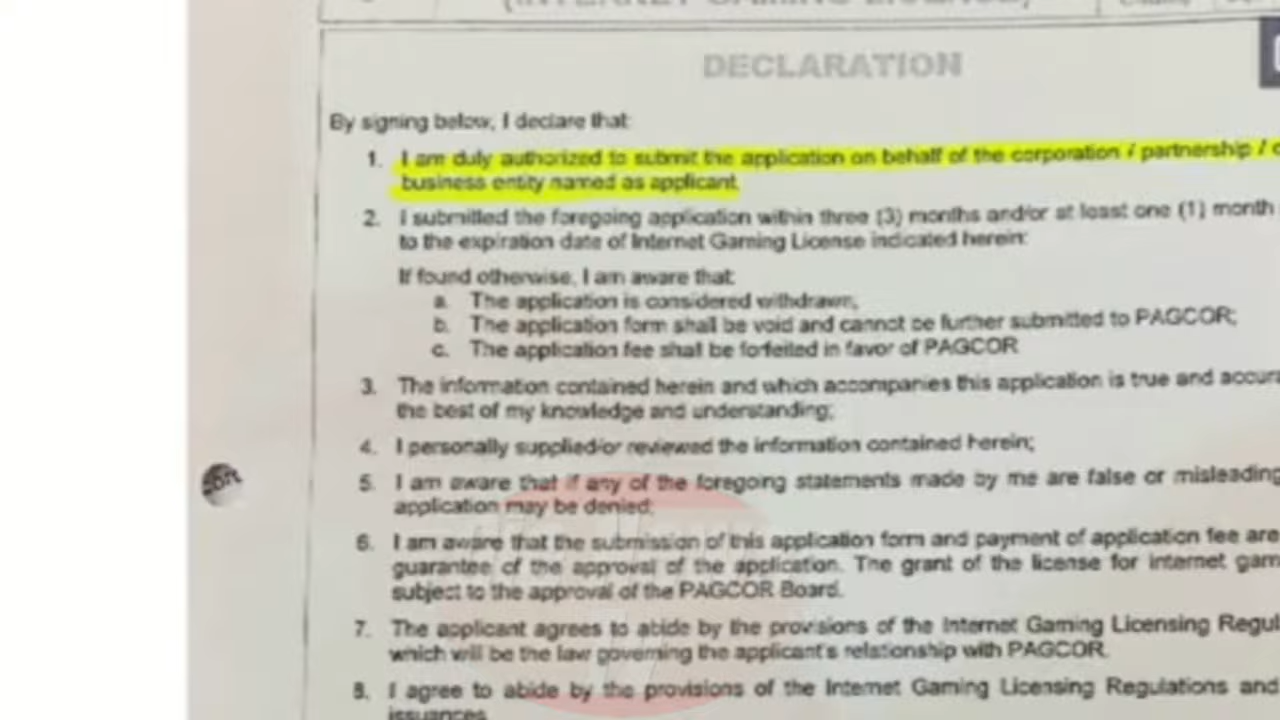 DECLARATION
By signing below, I declare that:
1. I am duly authorized to submit the application on behalf of the corporation / partnership /
business entity named as applicant.
2. I submitted the foregoing application within three (3) months and/or at least one (1) month
to the expiration date of Internet Gaming License indicated herein:
If found otherwise, I am aware that:
a. The application is considered withdrawn;
b. The application form shall be void and cannot be further submitted to PAGCOR;
c. The application fee shall be forfeited in favor of PAGCOR
3. The information contained herein and which accompanies this application is true and
the best of my knowledge and understanding;
4. I personally supplied/or reviewed the information contained herein;
5. I am aware that if any of the foregoing statements made by me are false or misleading
application may be denied;
6. I am aware that the submission of this application form and payment of application fee are
guarantee of the approval of the application. The grant of the license for internet
subject to the approval of the PAGCOR Board.
7. The applicant agrees to abide by the provisions of the Internet Gaming Licensing
which will be the law governing the applicant's relationship with PAGCOR.
8. I agree to abide by the provisions of the Internet Gaming Licensing Regulations and
issuances